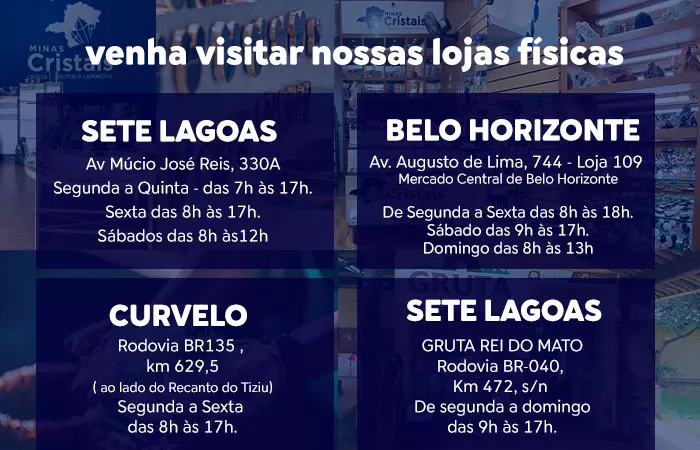 MINAS
Cristais
venha visitar nossas lojas físicas
SETE LAGOAS
Av Múcio José Reis, 330A
Segunda a Quinta - das 7h às 17h.
Sexta das 8h às 17h.
Sábados das 8h às12h
BELO HORIZONTE
Av. Augusto de Lima, 744 - Loja 109
Mercado Central de Belo Horizonte
De Segunda a Sexta das 8h às 18h.
Sábado das 9h às 17h.
Domingo das 8h às 13h
CURVELO
Rodovia BR135 ,
km 629,5
( ao lado do Recanto do Tiziu)
Segunda a Sexta
das 8h às 17h.
GRUTA
SETE LAGOAS
GRUTA REI DO MATO
Rodovia BR-040,
Km 472, s/n
De segunda a domingo
das 9h às 17h.